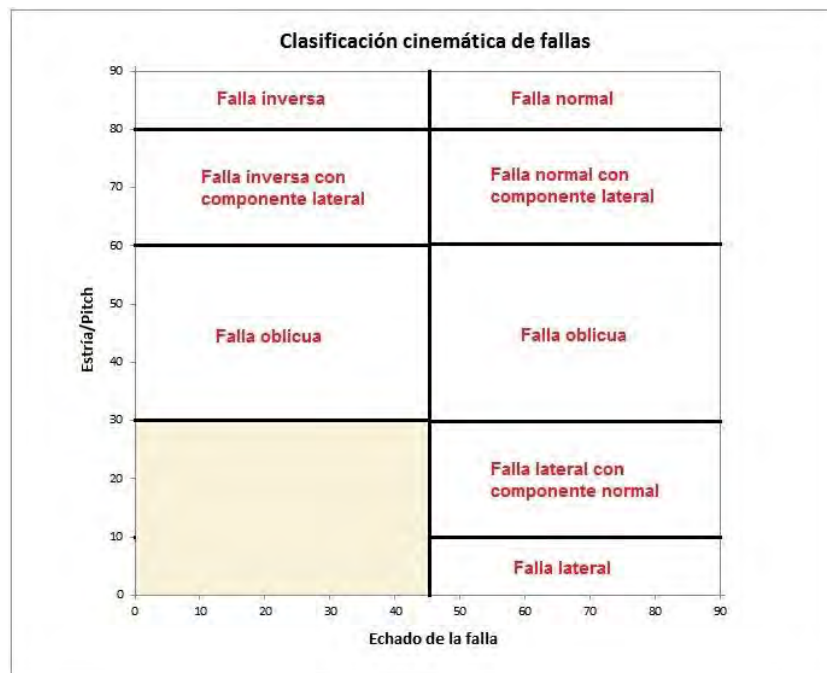 Clasificación cinemática de fallas
90
80
70
60
50
40
30
20
10
0
Estría/Pitch
Falla inversa
Falla normal
Falla inversa con
componente lateral
Falla normal con
componente lateral
Falla oblicua
Falla oblicua
Falla lateral con
componente normal
Falla lateral
0 10 20 30 40 50 60 70 80 90
Echado de la falla